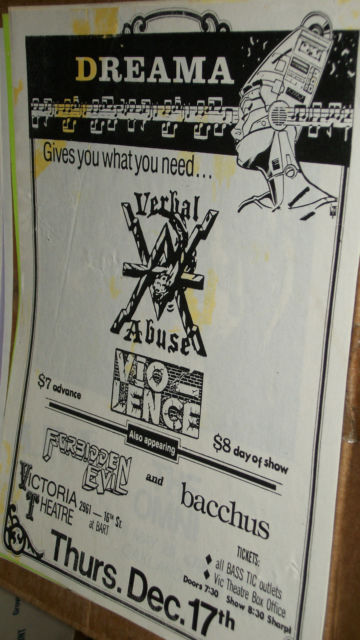 DREAMA
Gives you what you need...
Verbal
Abuse
VIO-
LENCE
$7 advance
$8 day of show
Also appearing
FORBIDDEN
EVIL
and
bacchus
VICTORIA
THEATRE
2961 – 16th St.
at BART
TICKETS:
♦ all BASS TIC outlets
♦ Vic Theatre Box Office
Doors 7:30 Show 8:30 Sharp!
Thurs. Dec. 17th